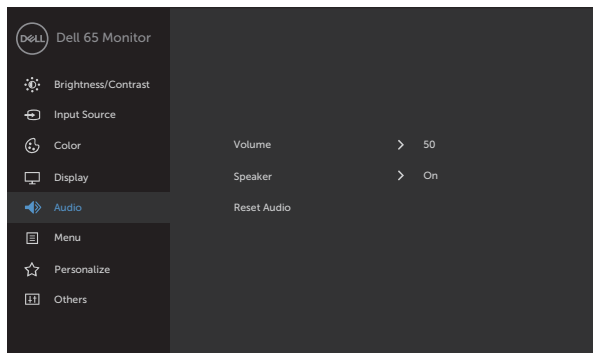 DELL
Dell 65 Monitor
Brightness/Contrast
Input Source
Color
Display
Audio
Menu
Personalize
Others
Volume 50
Speaker On
Reset Audio